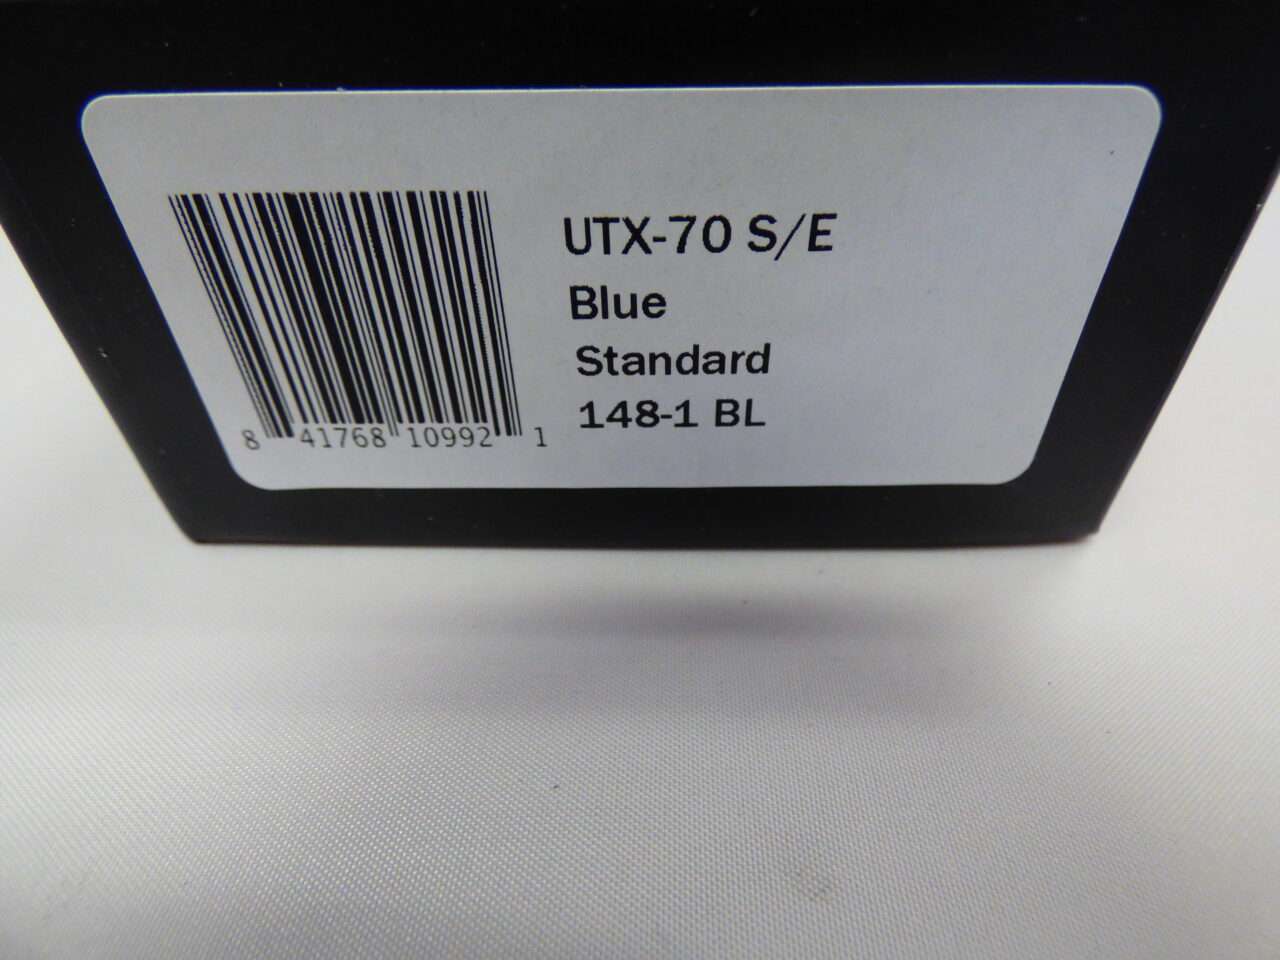 UTX-70 S/E
Blue
Standard
148-1 BL
8 41768 10992 1